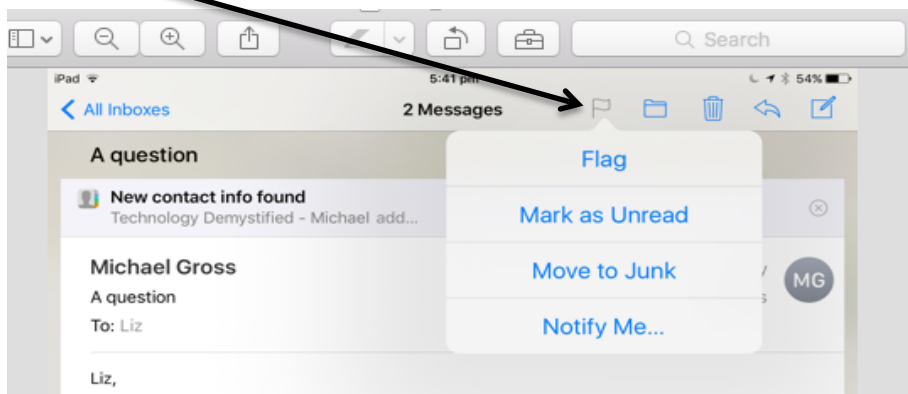 Search
iPad 5:41 pm 54%
All Inboxes 2 Messages
A question
Flag
New contact info found
Technology Demystified - Michael add...
Mark as Unread
Michael Gross
Move to Junk
MG
A question
To: Liz
Notify Me...
Liz,